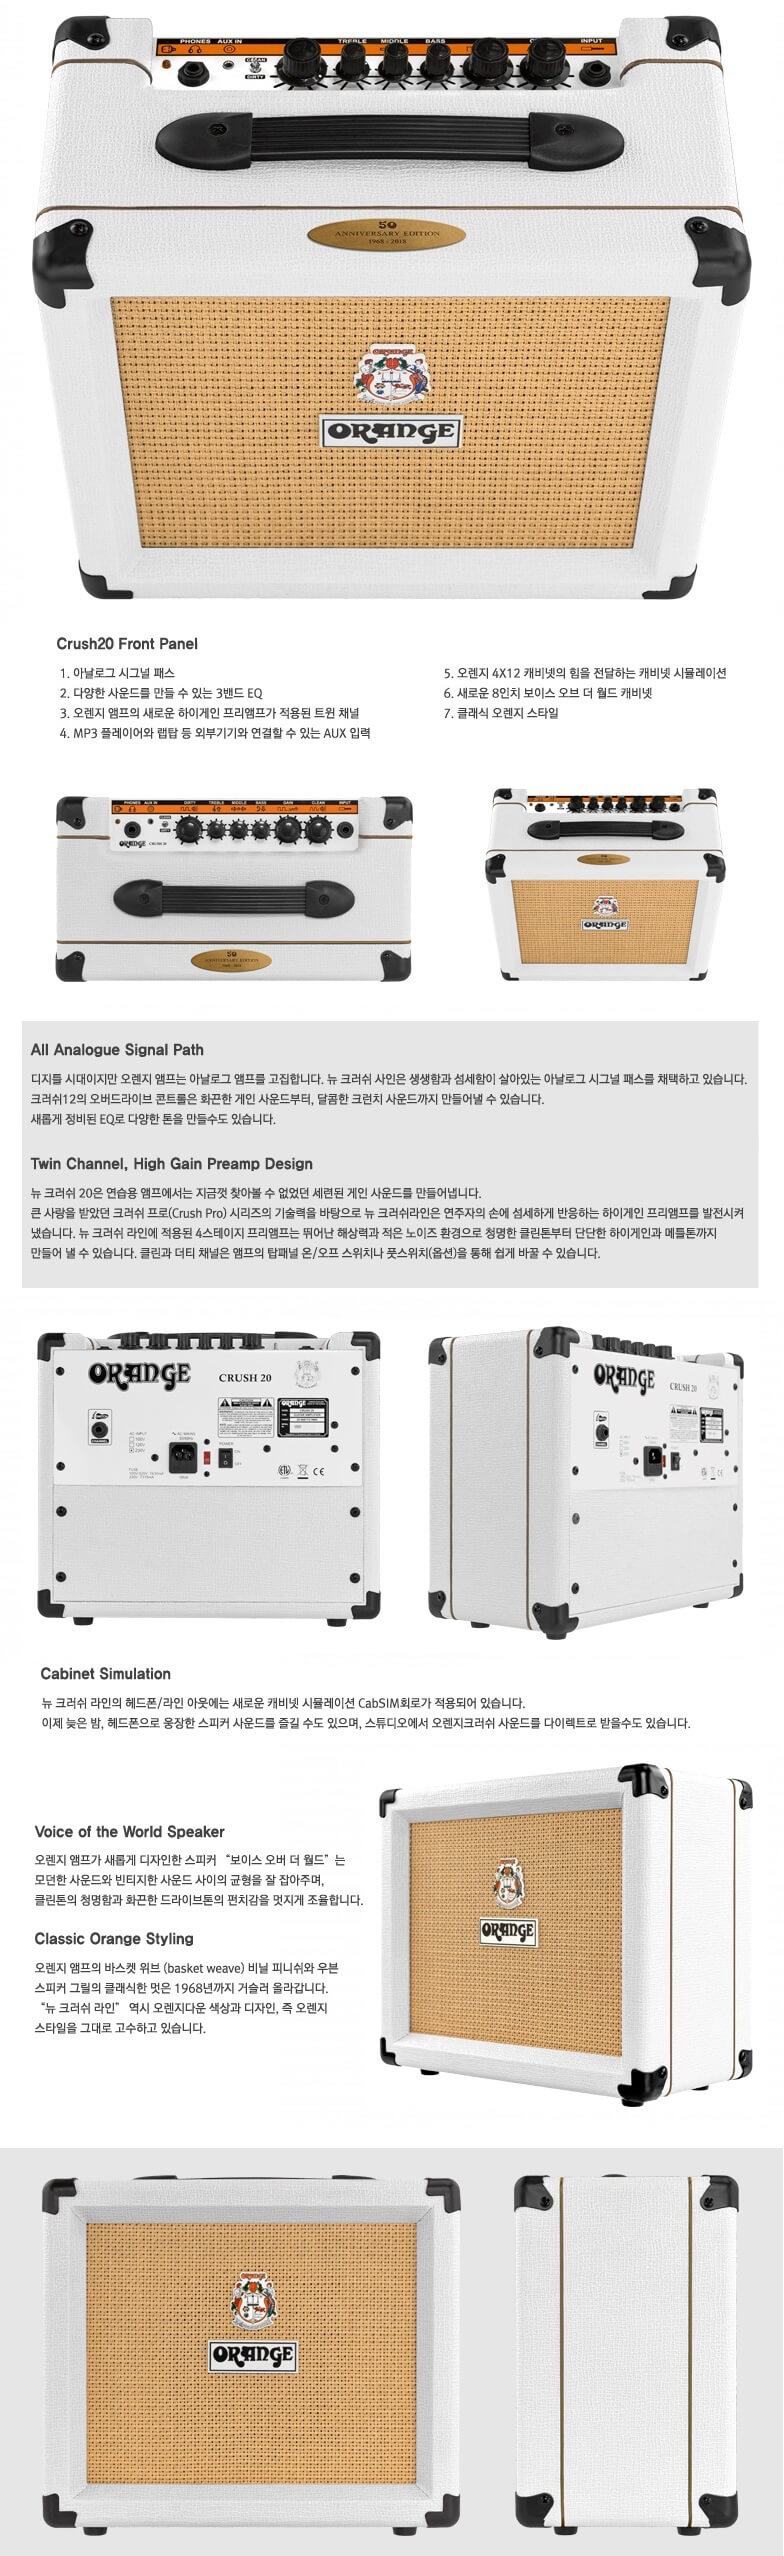 PHONES AUX IN
TREBLE MIDDLE BASS
INPUT
CLEAN
DIRTY
50
ANNIVERSARY EDITION
1968 - 2018
ORANGE
ORANGE
Crush20 Front Panel
1. 아날로그 시그널 패스
2. 다양한 사운드를 만들 수 있는 3밴드 EQ
3. 오렌지 앰프의 새로운 하이게인 프리앰프가 적용된 트윈 채널
4. MP3 플레이어와 랩탑 등 외부기기와 연결할 수 있는 AUX 입력
5. 오렌지 4X12 캐비넷의 힘을 전달하는 캐비넷 시뮬레이션
6. 새로운 8인치 보이스 오브 더 월드 캐비넷
7. 클래식 오렌지 스타일
PHONES AUX IN DIRTY TREBLE MIDDLE BASS GAIN CLEAN INPUT
ORANGE CRUSH 20
50
ANNIVERSARY EDITION
1968 - 2018
ORANGE
All Analogue Signal Path
디지틀 시대이지만 오렌지 앰프는 아날로그 앰프를 고집합니다. 뉴 크러쉬 사인은 생생함과 섬세함이 살아있는 아날로그 시그널 패스를 채택하고 있습니다.
크러쉬12의 오버드라이브 콘트롤은 화끈한 게인 사운드부터, 달콤한 크런치 사운드까지 만들어낼 수 있습니다.
새롭게 정비된 EQ로 다양한 톤을 만들수도 있습니다.
Twin Channel, High Gain Preamp Design
뉴 크러쉬 20은 연습용 앰프에서는 지금껏 찾아볼 수 없었던 세련된 게인 사운드를 만들어냅니다.
큰 사랑을 받았던 크러쉬 프로(Crush Pro) 시리즈의 기술력을 바탕으로 뉴 크러쉬라인은 연주자의 손에 섬세하게 반응하는 하이게인 프리앰프를 발전시켜
냈습니다. 뉴 크러쉬 라인에 적용된 4스테이지 프리앰프는 뛰어난 해상력과 적은 노이즈 환경으로 청명한 클린톤부터 단단한 하이게인과 메틀톤까지
만들어 낼 수 있습니다. 클린과 더티 채널은 앰프의 탑패널 온/오프 스위치나 풋스위치(옵션)을 통해 쉽게 바꿀 수 있습니다.
ORANGE CRUSH 20
AC INPUT
AC MAINS
POWER
ON
OFF
ORANGE CRUSH 20
Cabinet Simulation
뉴 크러쉬 라인의 헤드폰/라인 아웃에는 새로운 캐비넷 시뮬레이션 CabSIM회로가 적용되어 있습니다.
이제 늦은 밤, 헤드폰으로 웅장한 스피커 사운드를 즐길 수도 있으며, 스튜디오에서 오렌지크러쉬 사운드를 다이렉트로 받을수도 있습니다.
Voice of the World Speaker
오렌지 앰프가 새롭게 디자인한 스피커 “보이스 오버 더 월드” 는
모던한 사운드와 빈티지한 사운드 사이의 균형을 잘 잡아주며,
클린톤의 청명함과 화끈한 드라이브톤의 펀치감을 멋지게 조율합니다.
Classic Orange Styling
오렌지 앰프의 바스켓 위브 (basket weave) 비닐 피니쉬와 우븐
스피커 그릴의 클래식한 멋은 1968년까지 거슬러 올라갑니다.
“뉴 크러쉬 라인” 역시 오렌지다운 색상과 디자인, 즉 오렌지
스타일을 그대로 고수하고 있습니다.
ORANGE
ORANGE